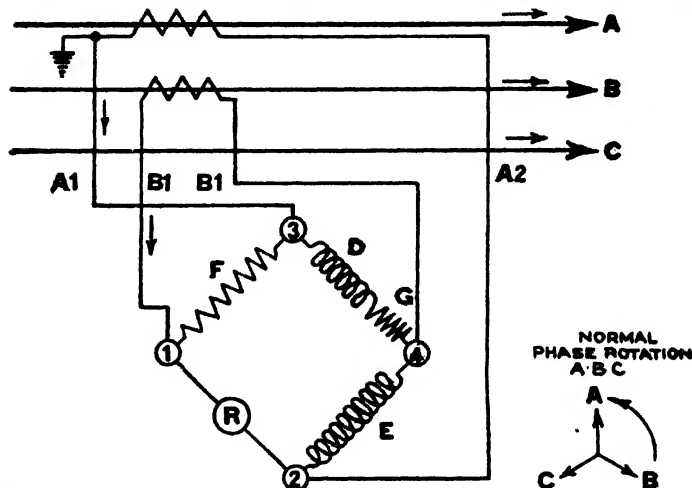 A
B
C
A1 B1 B1 A2
3
D
F
G
1
4
R
E
2
NORMAL
PHASE ROTATION
A·B C
A
C B